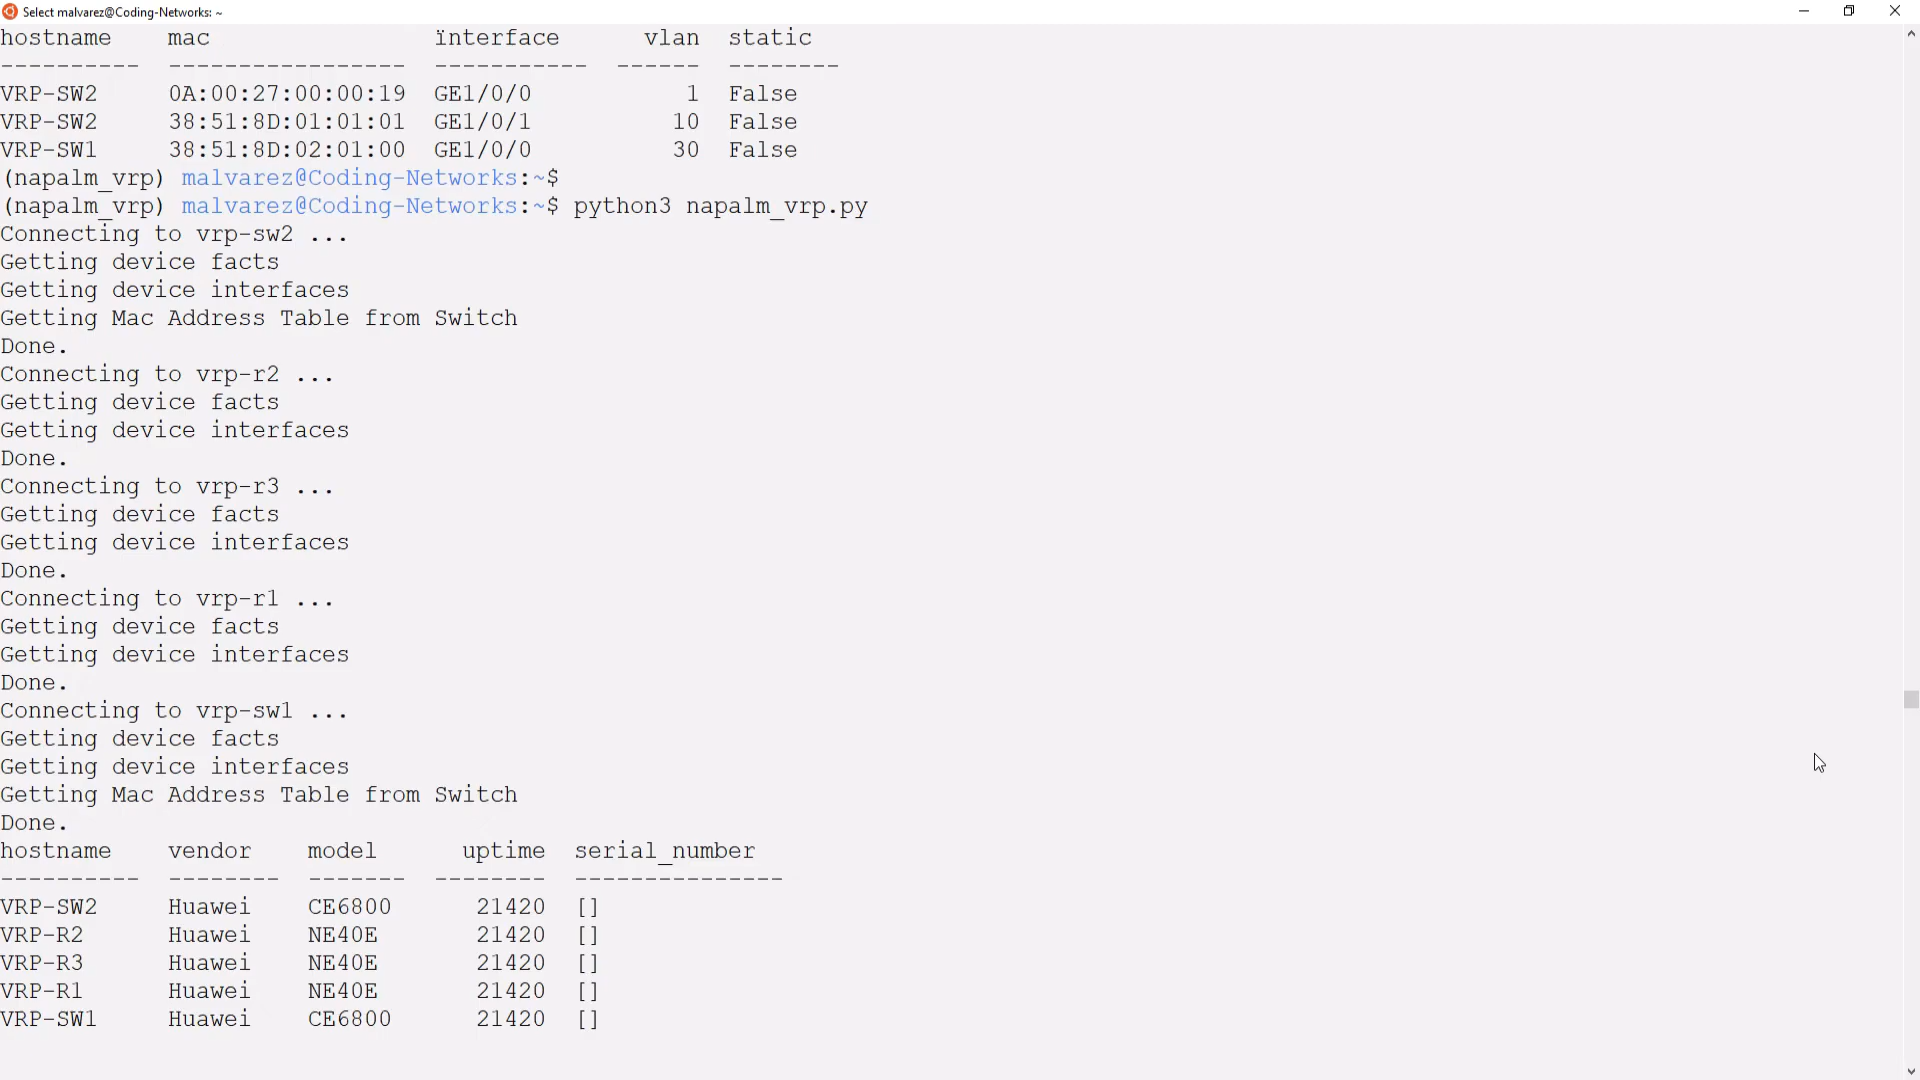 Select malvarez@Coding-Networks: ~
hostname    mac                ïnterface      vlan  static
----------  -----------------  -----------  ------  --------
VRP-SW2     0A:00:27:00:00:19  GE1/0/0           1  False
VRP-SW2     38:51:8D:01:01:01  GE1/0/1          10  False
VRP-SW1     38:51:8D:02:01:00  GE1/0/0          30  False
(napalm_vrp) malvarez@Coding-Networks:~$
(napalm_vrp) malvarez@Coding-Networks:~$ python3 napalm_vrp.py
Connecting to vrp-sw2 ...
Getting device facts
Getting device interfaces
Getting Mac Address Table from Switch
Done.
Connecting to vrp-r2 ...
Getting device facts
Getting device interfaces
Done.
Connecting to vrp-r3 ...
Getting device facts
Getting device interfaces
Done.
Connecting to vrp-r1 ...
Getting device facts
Getting device interfaces
Done.
Connecting to vrp-sw1 ...
Getting device facts
Getting device interfaces
Getting Mac Address Table from Switch
Done.
hostname    vendor    model      uptime  serial_number
----------  --------  -------  --------  ---------------
VRP-SW2     Huawei    CE6800      21420  []
VRP-R2      Huawei    NE40E       21420  []
VRP-R3      Huawei    NE40E       21420  []
VRP-R1      Huawei    NE40E       21420  []
VRP-SW1     Huawei    CE6800      21420  []